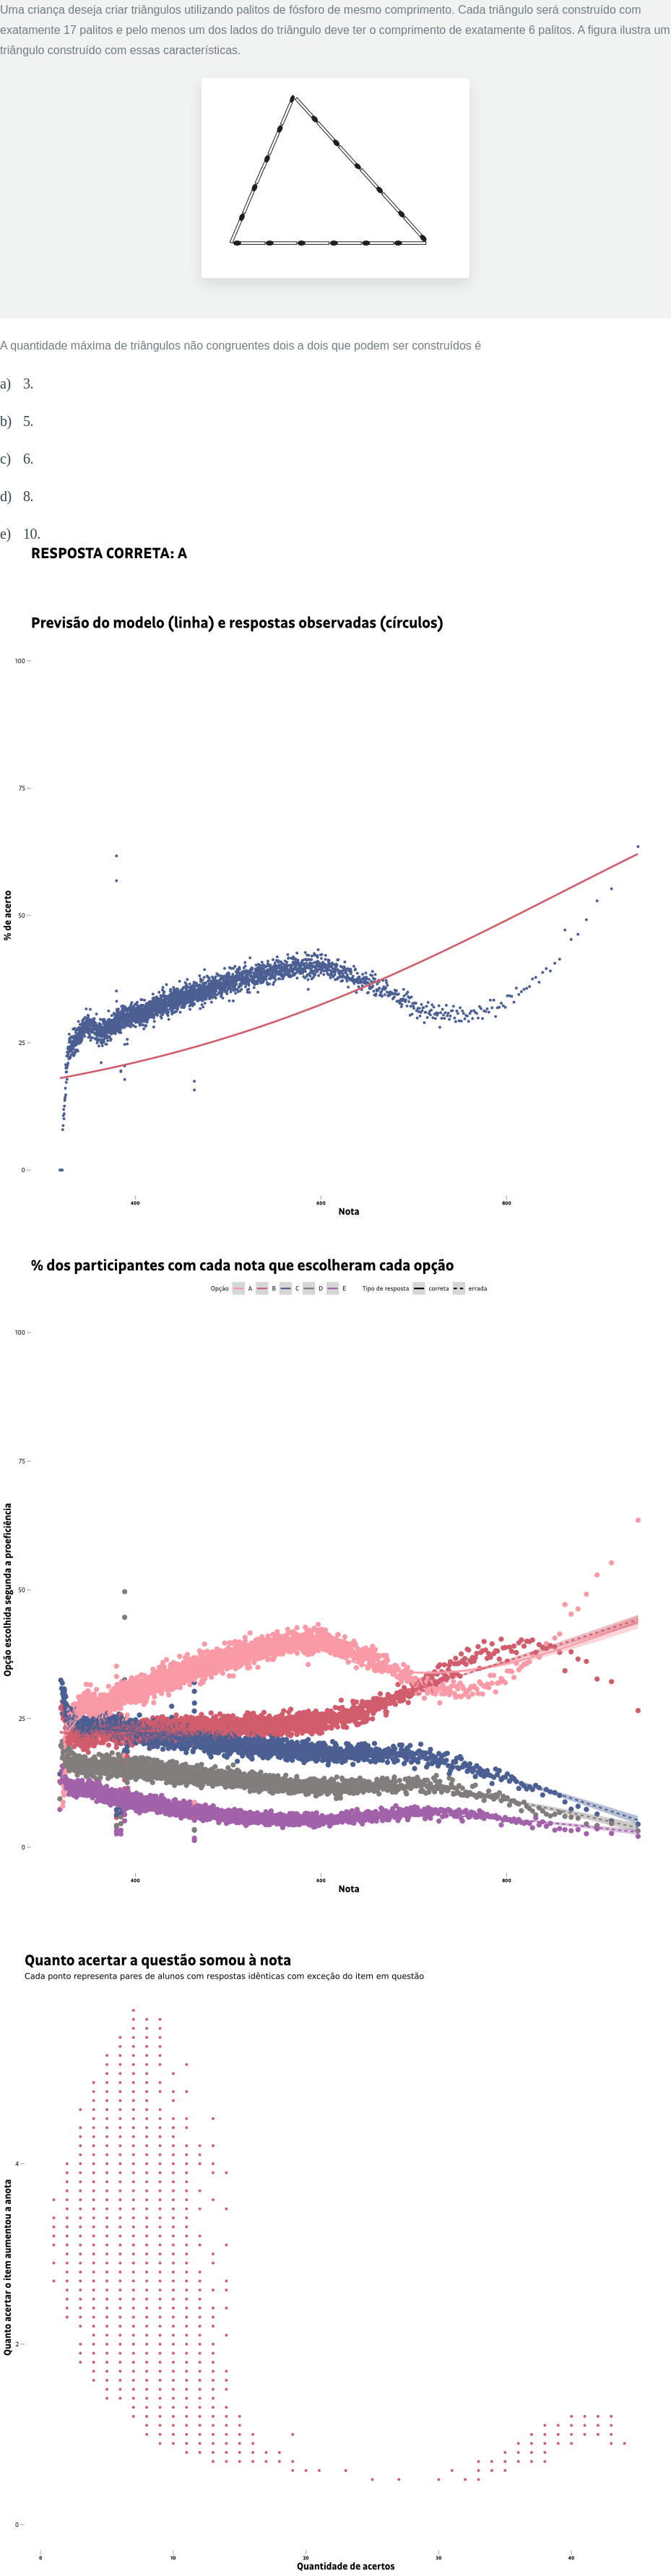 Uma criança deseja criar triângulos utilizando palitos de fósforo de mesmo comprimento. Cada triângulo será construído com
exatamente 17 palitos e pelo menos um dos lados do triângulo deve ter o comprimento de exatamente 6 palitos. A figura ilustra um
triângulo construído com essas características.
A quantidade máxima de triângulos não congruentes dois a dois que podem ser construídos é
a) 3.
b) 5.
c) 6.
d) 8.
e) 10.
RESPOSTA CORRETA: A
Previsão do modelo (linha) e respostas observadas (círculos)
100
75
50
25
0
% de acerto
400 600 800
Nota
% dos participantes com cada nota que escolheram cada opção
Opção A B C D E Tipo de resposta correta errada
100
75
50
25
0
Opção escolhida segunda a proeficiência
400 600 800
Nota
Quanto acertar a questão somou à nota
Cada ponto representa pares de alunos com respostas idênticas com exceção do item em questão
4
2
0
Quanto acertar o item aumentou a anota
0 10 20 30 40
Quantidade de acertos